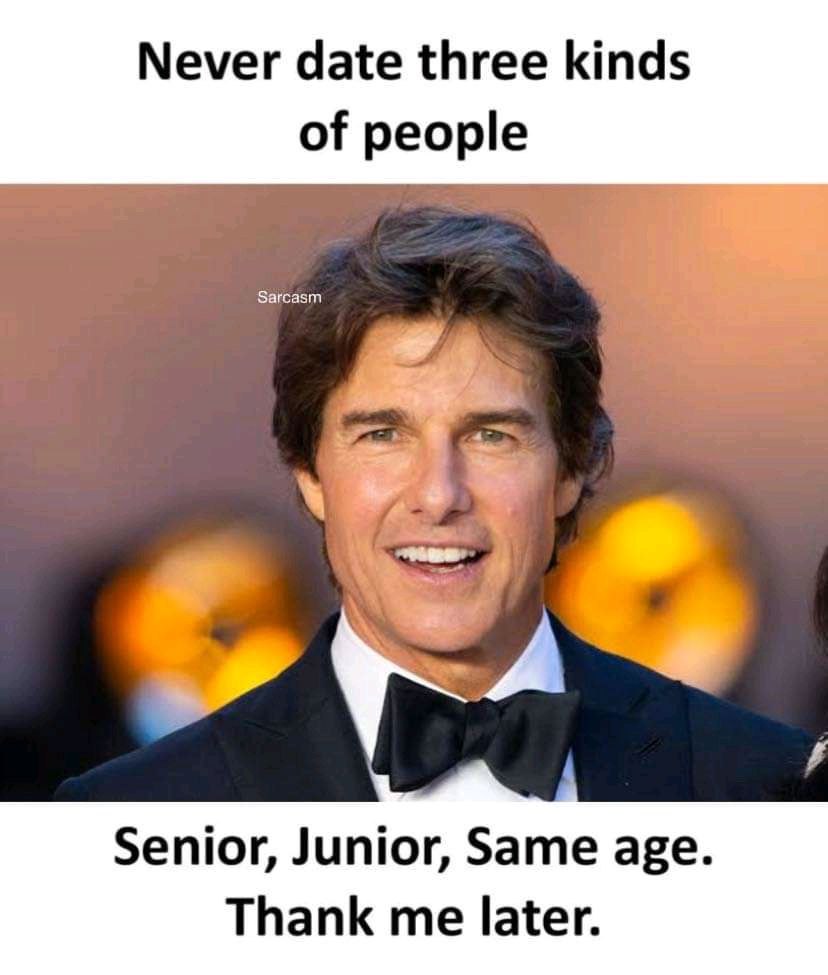 Never date three kinds
of people
Sarcasm
Senior, Junior, Same age.
Thank me later.